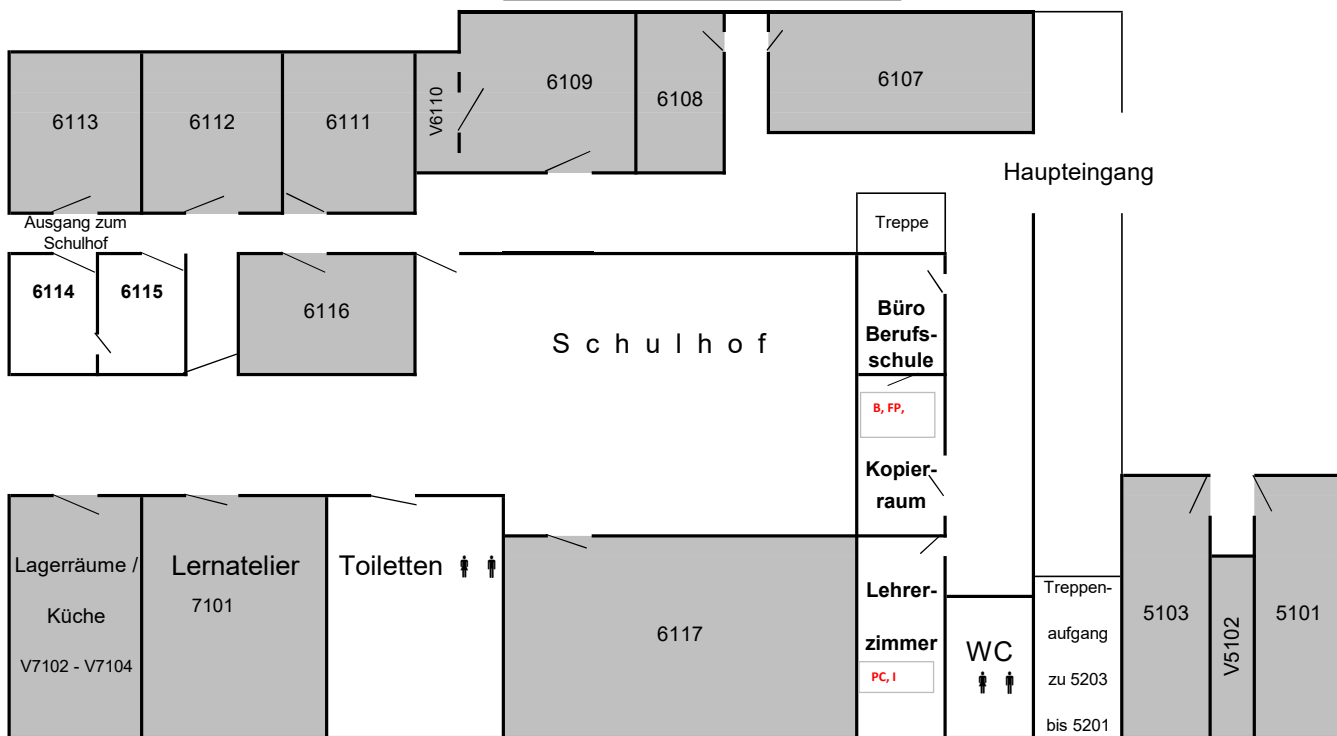 6109
6107
6108
6113
6112
6111
V6110
Haupteingang
Ausgang zum
Schulhof
Treppe
6114
6115
6116
Büro
Berufs-
schule
S c h u l h o f
B, FP,
Kopier-
raum
Lagerräume /
Küche
V7102 - V7104
Lernatelier
7101
Toiletten
6117
Lehrer-
zimmer
PC, I
WC
Treppen-
aufgang
zu 5203
bis 5201
5103
V5102
5101